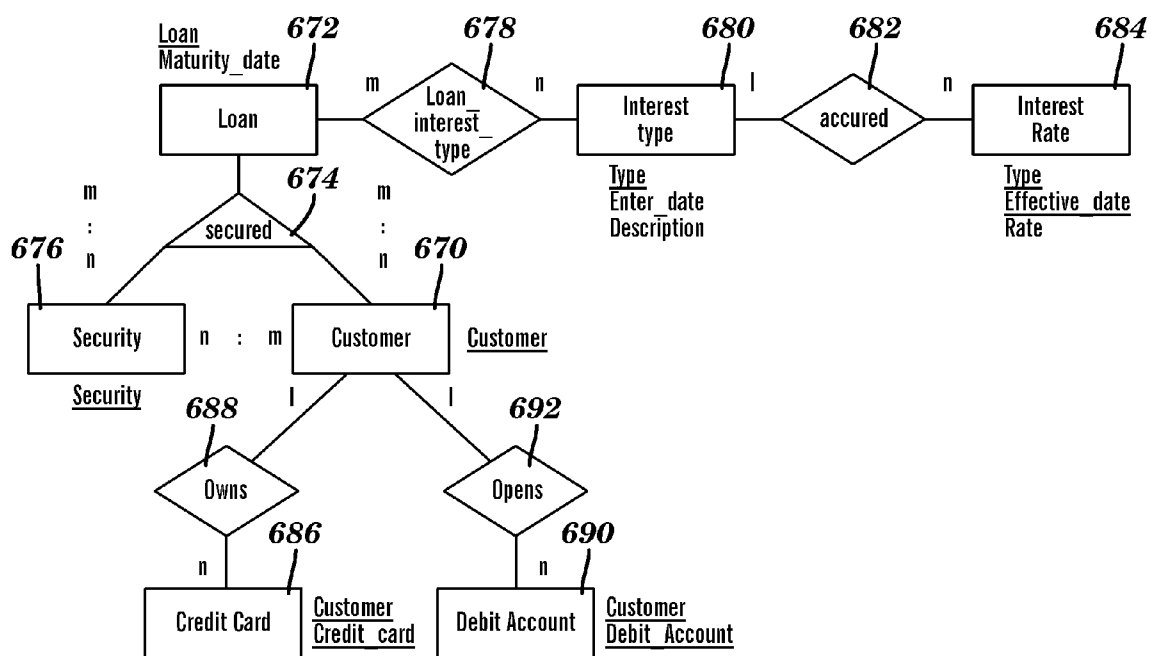 672
678
680
682
684
Loan
Maturity_date
m
n
l
n
Loan
Loan_
interest_
type
Interest
type
accured
Interest
Rate
Type
Enter_date
Description
Type
Effective_date
Rate
674
m
:
n
m
:
n
secured
676
670
Security
n : m
Customer
Customer
Security
l
l
688
692
Owns
Opens
686
690
n
n
Credit Card
Customer
Credit_card
Debit Account
Customer
Debit_Account